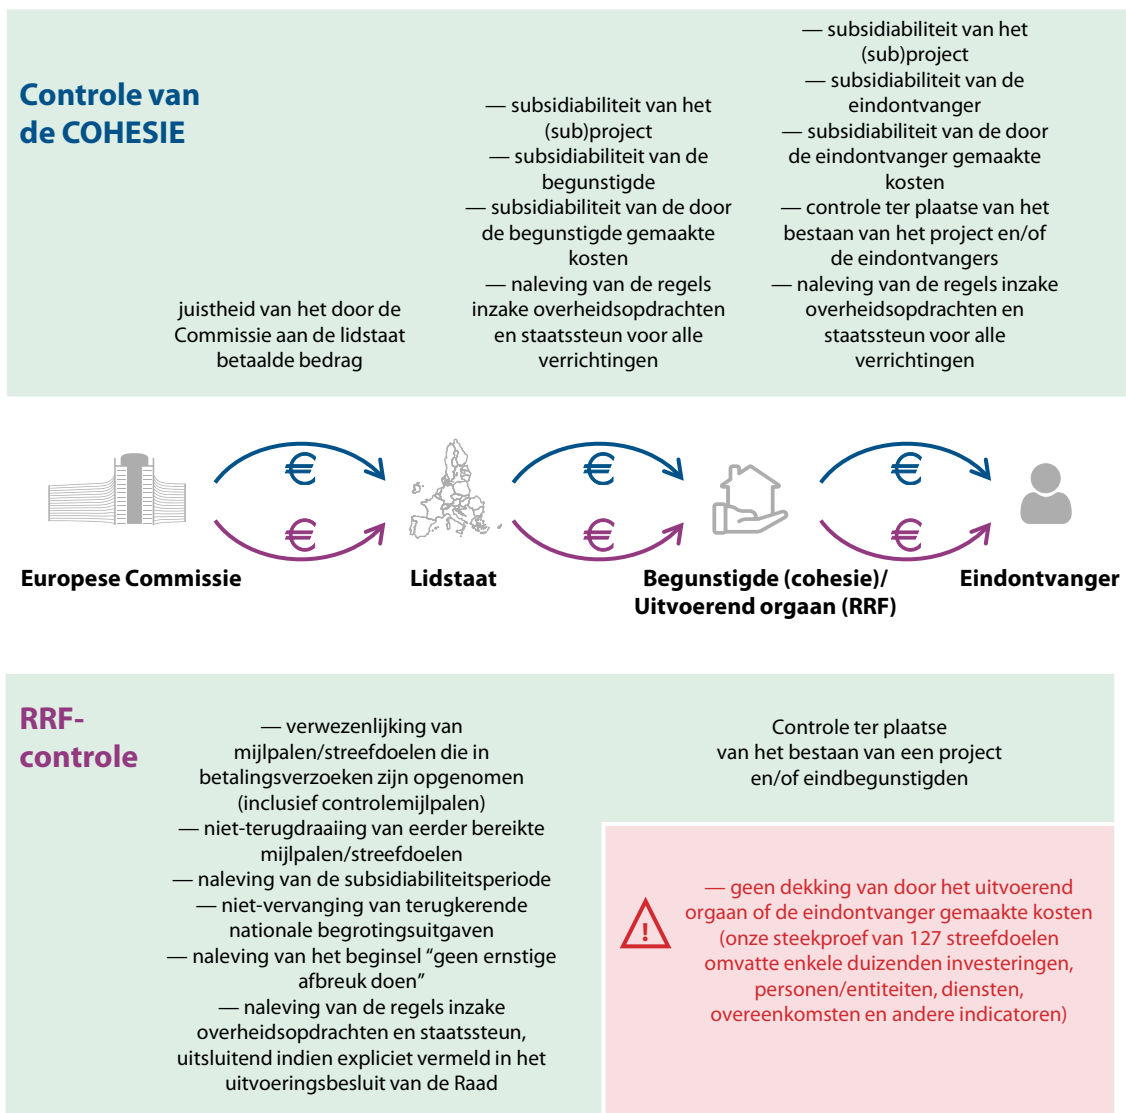 Controle van
de COHESIE
juistheid van het door de
Commissie aan de lidstaat
betaalde bedrag
— subsidiabiliteit van het
(sub)project
— subsidiabiliteit van de
begunstigde
— subsidiabiliteit van de door
de begunstigde gemaakte
kosten
— naleving van de regels
inzake overheidsopdrachten
en staatssteun voor alle
verrichtingen
— subsidiabiliteit van het
(sub)project
— subsidiabiliteit van de
eindontvanger
— subsidiabiliteit van de door
de eindontvanger gemaakte
kosten
— controle ter plaatse van het
bestaan van het project en/of
de eindontvangers
— naleving van de regels inzake
overheidsopdrachten en
staatssteun voor alle
verrichtingen
€ € €
€ € €
Europese Commissie
Lidstaat
Begunstigde (cohesie)/
Uitvoerend orgaan (RRF)
Eindontvanger
RRF-
controle
— verwezenlijking van
mijlpalen/streefdoelen die in
betalingsverzoeken zijn opgenomen
(inclusief controlemijlpalen)
— niet-terugdraaiing van eerder bereikte
mijlpalen/streefdoelen
— naleving van de subsidiabiliteitsperiode
— niet-vervanging van terugkerende
nationale begrotingsuitgaven
— naleving van het beginsel “geen ernstige
afbreuk doen”
— naleving van de regels inzake
overheidsopdrachten en staatssteun,
uitsluitend indien expliciet vermeld in het
uitvoeringsbesluit van de Raad
Controle ter plaatse
van het bestaan van een project
en/of eindbegunstigden
!
— geen dekking van door het uitvoerend
orgaan of de eindontvanger gemaakte kosten
(onze steekproef van 127 streefdoelen
omvatte enkele duizenden investeringen,
personen/entiteiten, diensten,
overeenkomsten en andere indicatoren)